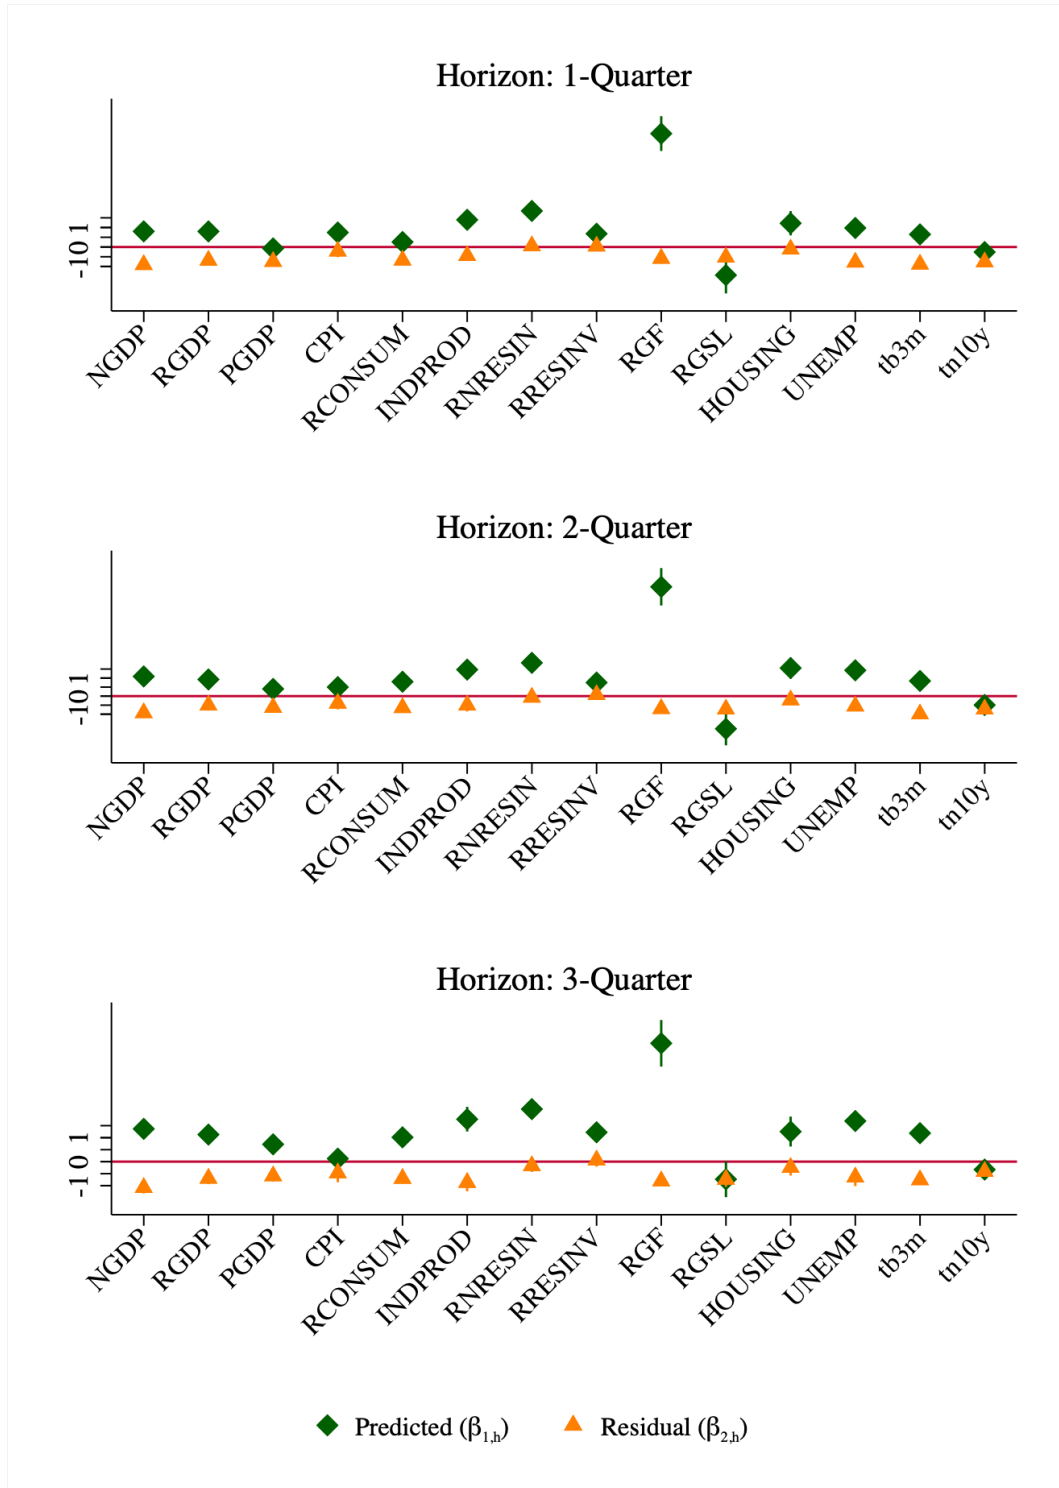 Horizon: 1-Quarter
-1 0 1
NGDP RGDP PGDP CPI RCONSUM INDPROD RNRESIN RRESINV RGF RGSL HOUSING UNEMP tb3m tn10y
Horizon: 2-Quarter
-1 0 1
NGDP RGDP PGDP CPI RCONSUM INDPROD RNRESIN RRESINV RGF RGSL HOUSING UNEMP tb3m tn10y
Horizon: 3-Quarter
-1 0 1
NGDP RGDP PGDP CPI RCONSUM INDPROD RNRESIN RRESINV RGF RGSL HOUSING UNEMP tb3m tn10y
Predicted (β1,h) Residual (β2,h)